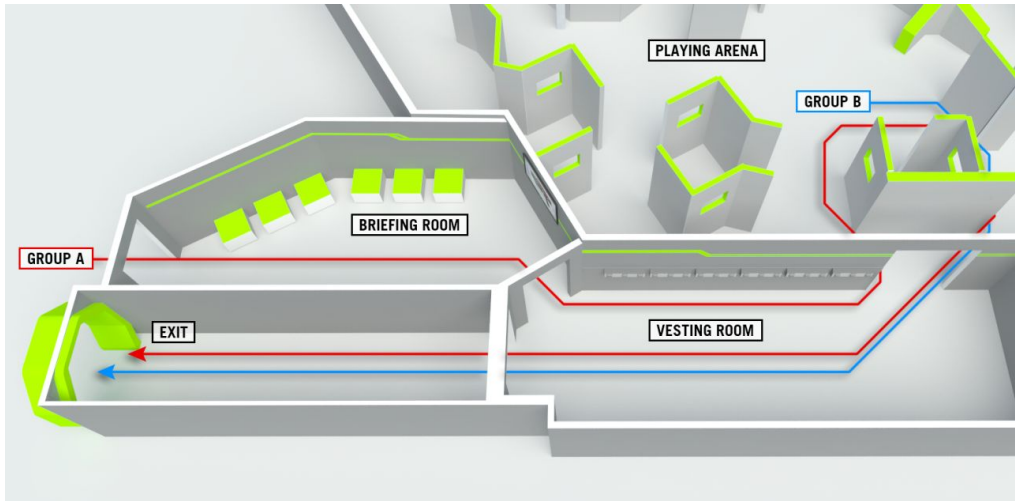 PLAYING ARENA
GROUP B
BRIEFING ROOM
GROUP A
EXIT
VESTING ROOM